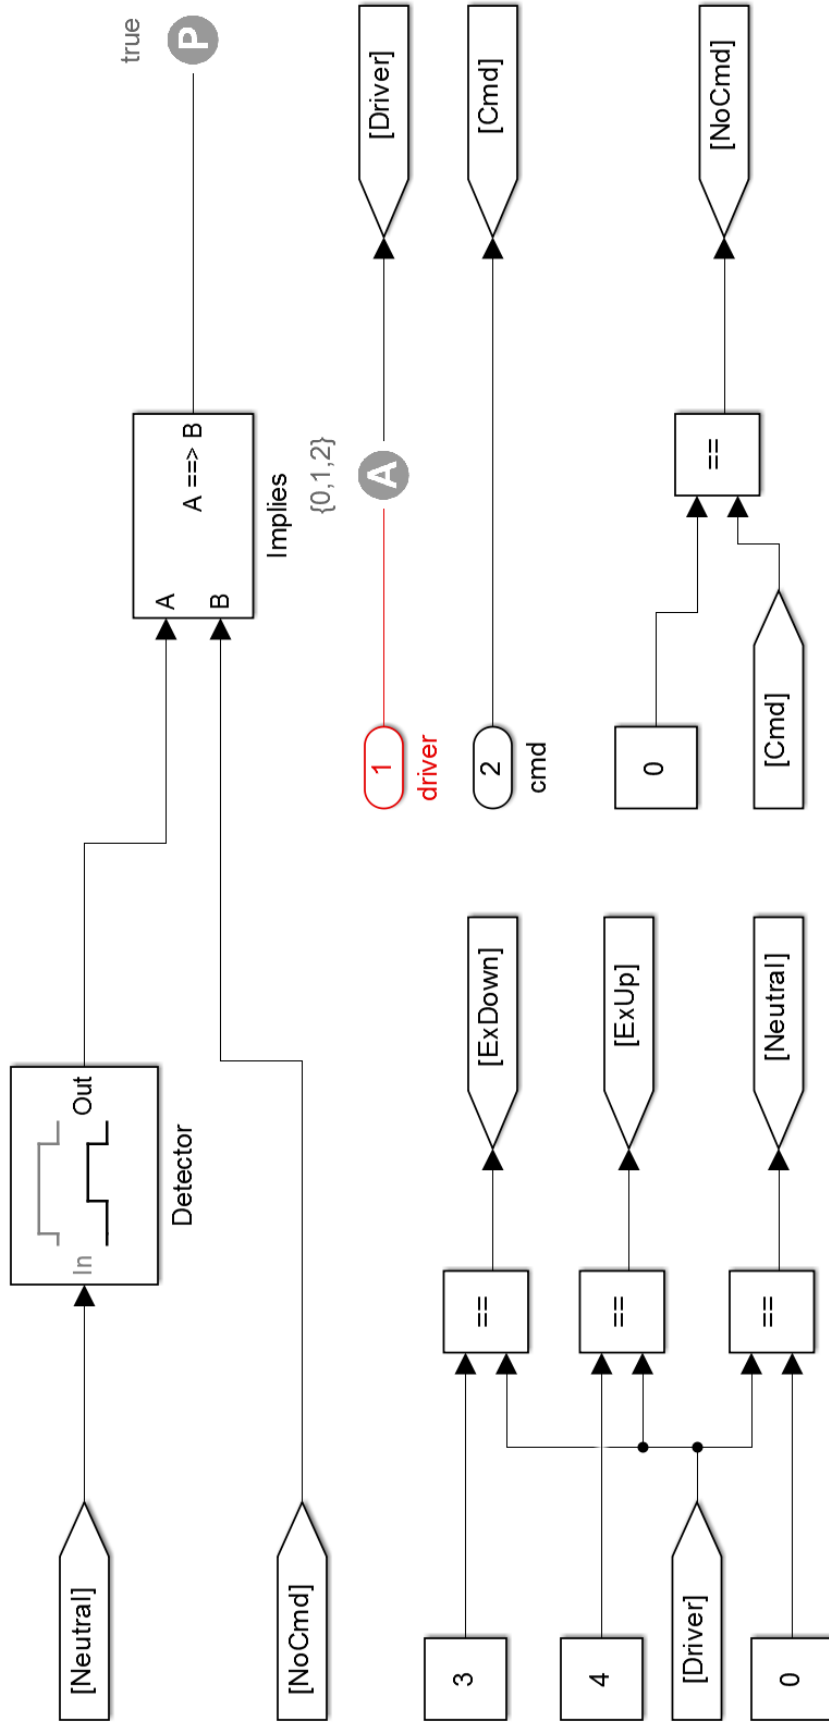 [Neutral]
In
Out
Detector
[NoCmd]
A
B
A ==> B
Implies
true
P
1
driver
{0,1,2}
A
[Driver]
2
cmd
[Cmd]
3
==
[ExDown]
4
==
[ExUp]
[Driver]
0
==
[Neutral]
0
[Cmd]
==
[NoCmd]